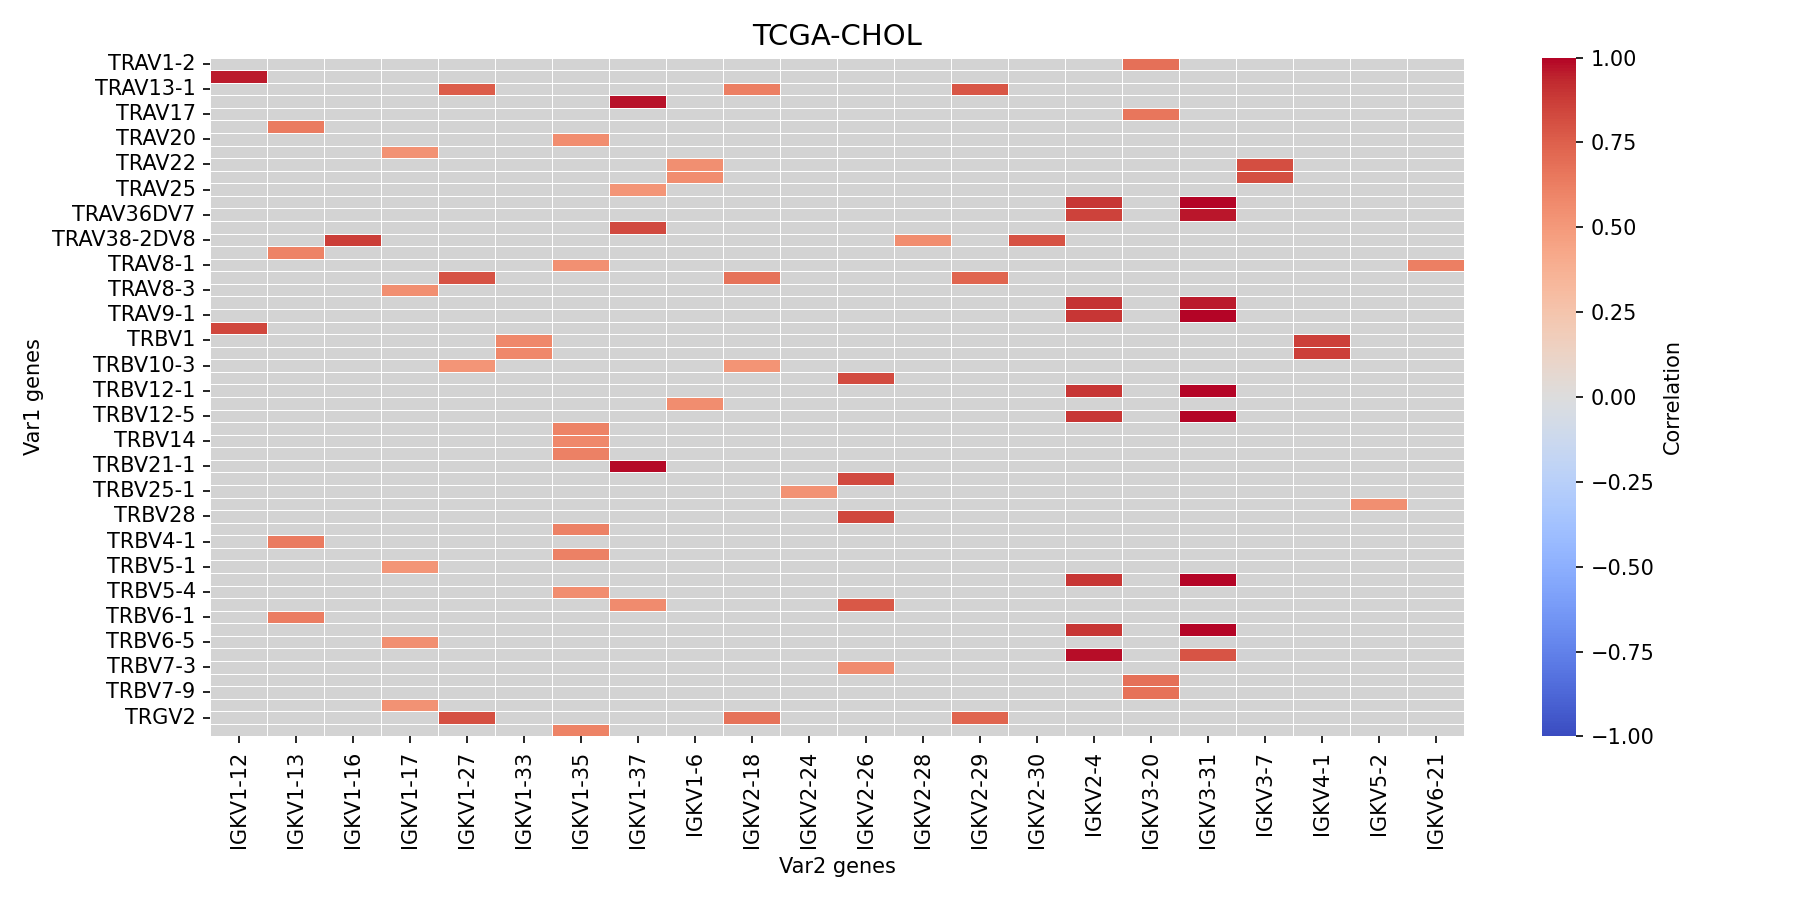 TCGA-CHOL
TRAV1-2
TRAV13-1
TRAV17
TRAV20
TRAV22
TRAV25
TRAV36DV7
TRAV38-2DV8
TRAV8-1
TRAV8-3
TRAV9-1
TRBV1
TRBV10-3
TRBV12-1
TRBV12-5
TRBV14
TRBV21-1
TRBV25-1
TRBV28
TRBV4-1
TRBV5-1
TRBV5-4
TRBV6-1
TRBV6-5
TRBV7-3
TRBV7-9
TRGV2
Var1 genes
IGKV1-12
IGKV1-13
IGKV1-16
IGKV1-17
IGKV1-27
IGKV1-33
IGKV1-35
IGKV1-37
IGKV1-6
IGKV2-18
IGKV2-24
IGKV2-26
IGKV2-28
IGKV2-29
IGKV2-30
IGKV2-4
IGKV3-20
IGKV3-31
IGKV3-7
IGKV4-1
IGKV5-2
IGKV6-21
Var2 genes
1.00
0.75
0.50
0.25
0.00
−0.25
−0.50
−0.75
−1.00
Correlation